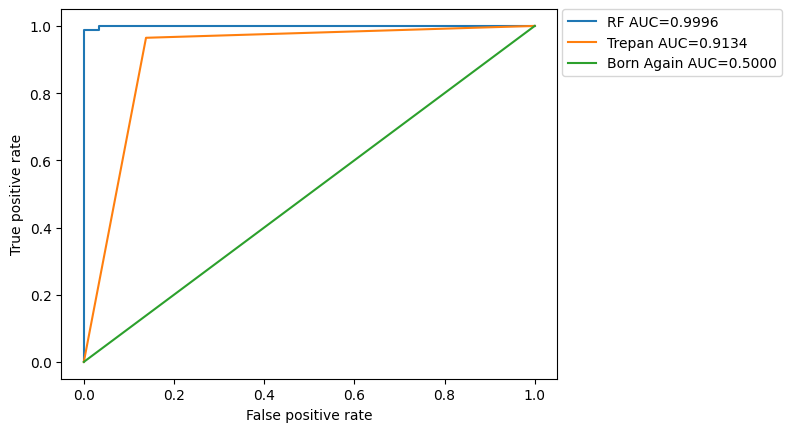 RF AUC=0.9996
Trepan AUC=0.9134
Born Again AUC=0.5000
True positive rate
1.0
0.8
0.6
0.4
0.2
0.0
0.0 0.2 0.4 0.6 0.8 1.0
False positive rate